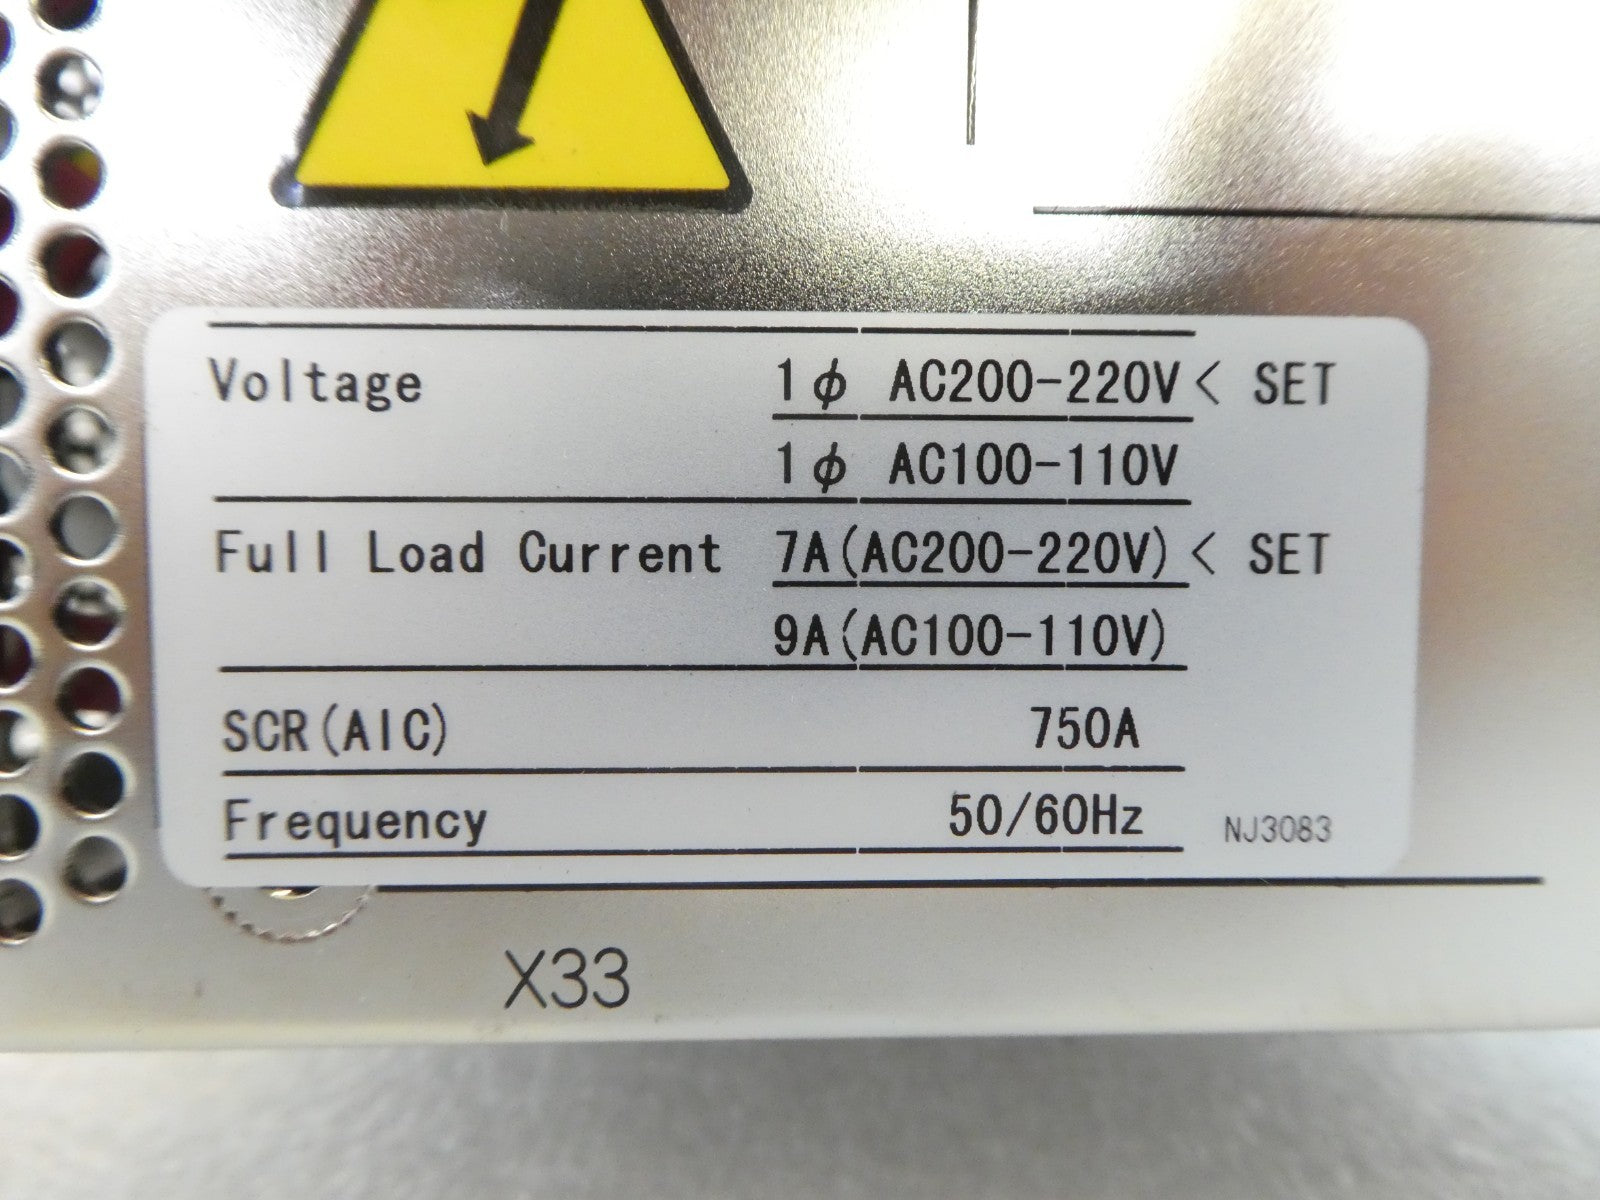 Voltage 1φ AC200-220V < SET
1φ AC100-110V
Full Load Current 7A(AC200-220V) < SET
9A(AC100-110V)
SCR(AIC) 750A
Frequency 50/60Hz NJ3083
X33